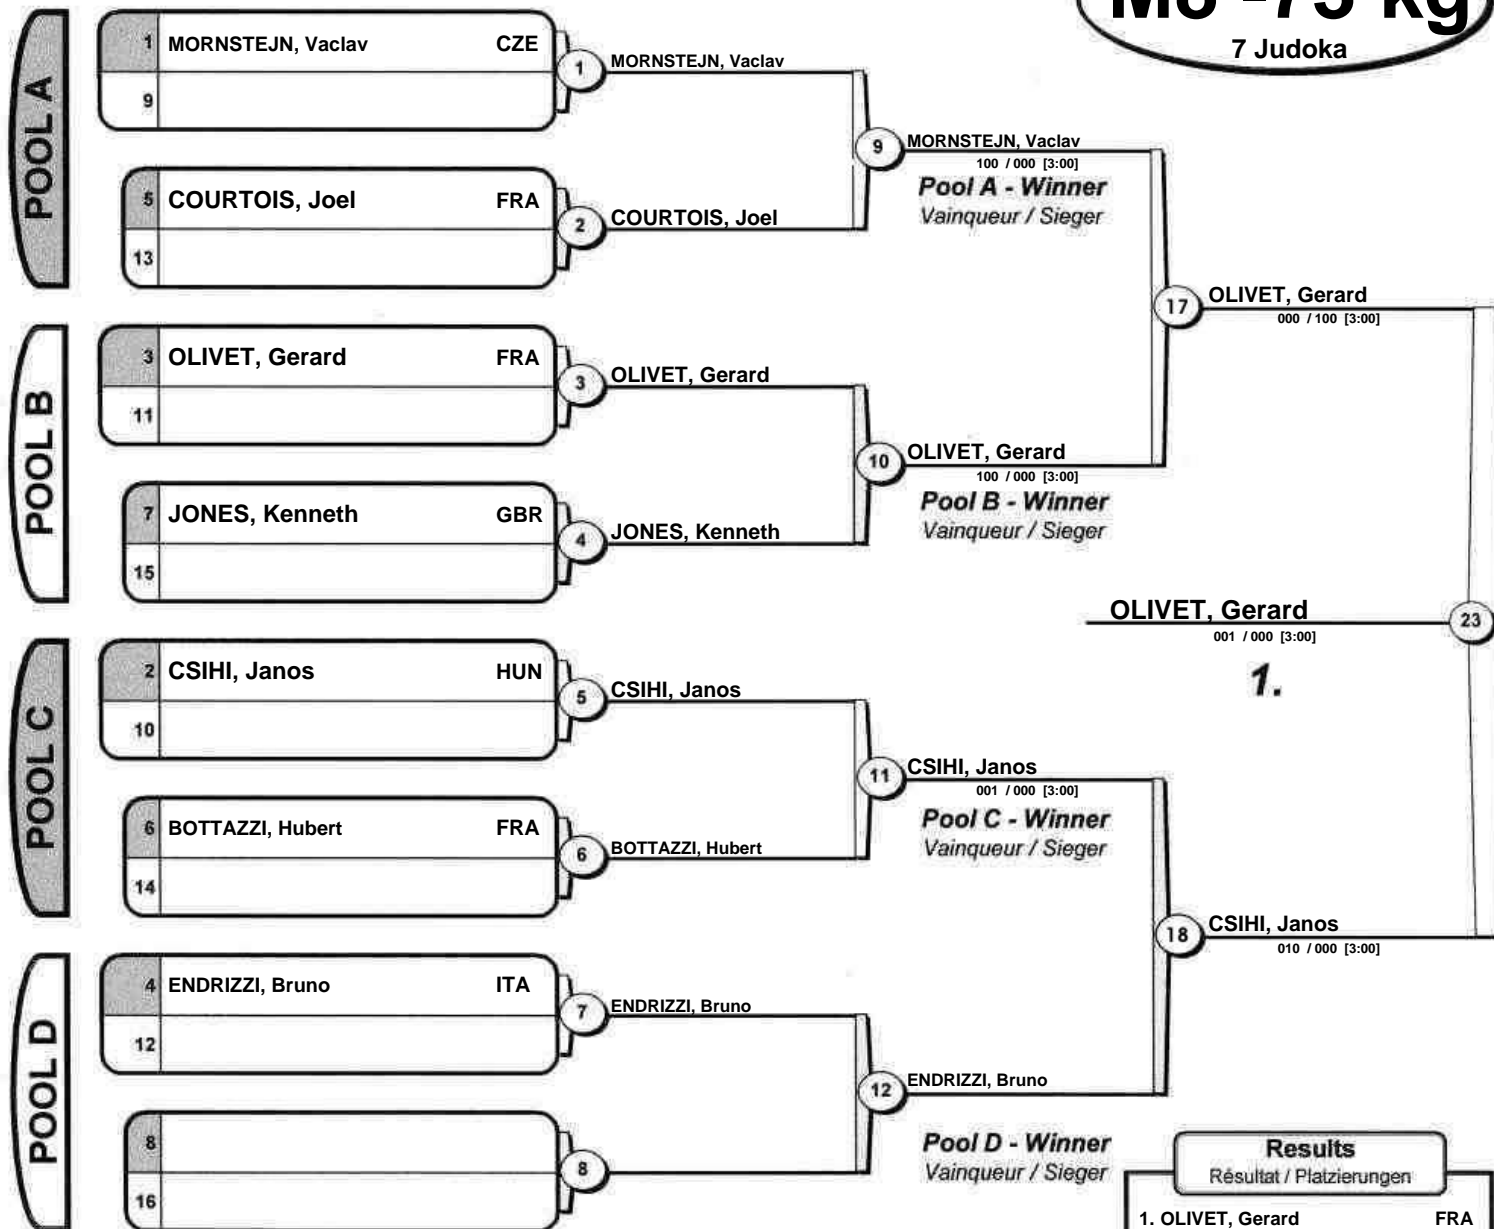 M8 -73 kg
7 Judoka
POOL A
1 MORNSTEJN, Vaclav CZE
9
1 MORNSTEJN, Vaclav
5 COURTOIS, Joel FRA
13
2 COURTOIS, Joel
9 MORNSTEJN, Vaclav
100 / 000 [3:00]
Pool A - Winner
Vainqueur / Sieger
POOL B
3 OLIVET, Gerard FRA
11
3 OLIVET, Gerard
7 JONES, Kenneth GBR
15
4 JONES, Kenneth
10 OLIVET, Gerard
100 / 000 [3:00]
Pool B - Winner
Vainqueur / Sieger
17 OLIVET, Gerard
000 / 100 [3:00]
OLIVET, Gerard 23
001 / 000 [3:00]
1.
POOL C
2 CSIHI, Janos HUN
10
5 CSIHI, Janos
6 BOTTAZZI, Hubert FRA
14
6 BOTTAZZI, Hubert
11 CSIHI, Janos
001 / 000 [3:00]
Pool C - Winner
Vainqueur / Sieger
18 CSIHI, Janos
010 / 000 [3:00]
POOL D
4 ENDRIZZI, Bruno ITA
12
7 ENDRIZZI, Bruno
8
16
8
12 ENDRIZZI, Bruno
Pool D - Winner
Vainqueur / Sieger
Results
Résultat / Platzierungen
1. OLIVET, Gerard FRA